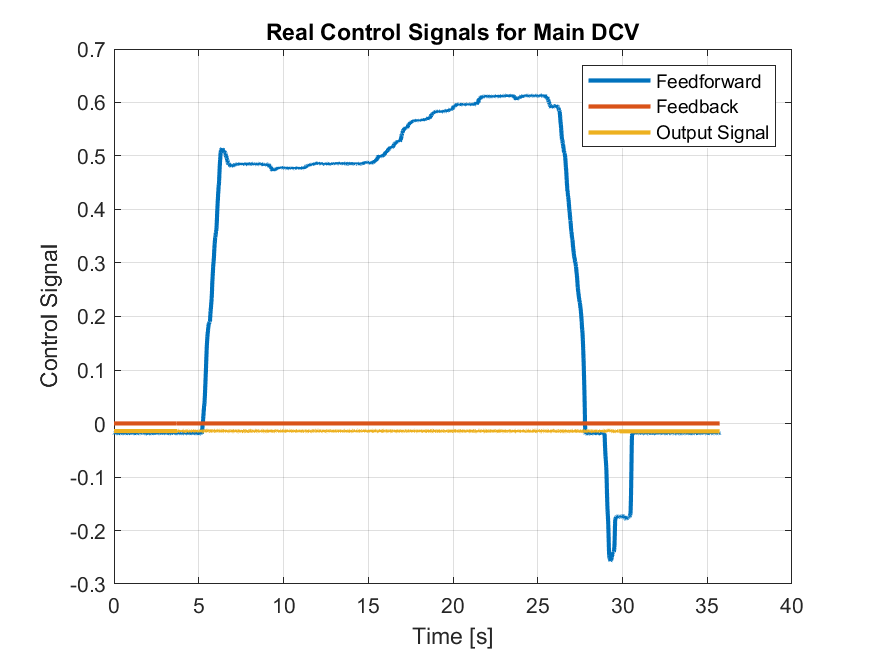 Real Control Signals for Main DCV
0.7
0.6
0.5
0.4
0.3
0.2
0.1
0
-0.1
-0.2
-0.3
Control Signal
Feedforward
Feedback
Output Signal
0 5 10 15 20 25 30 35 40
Time [s]